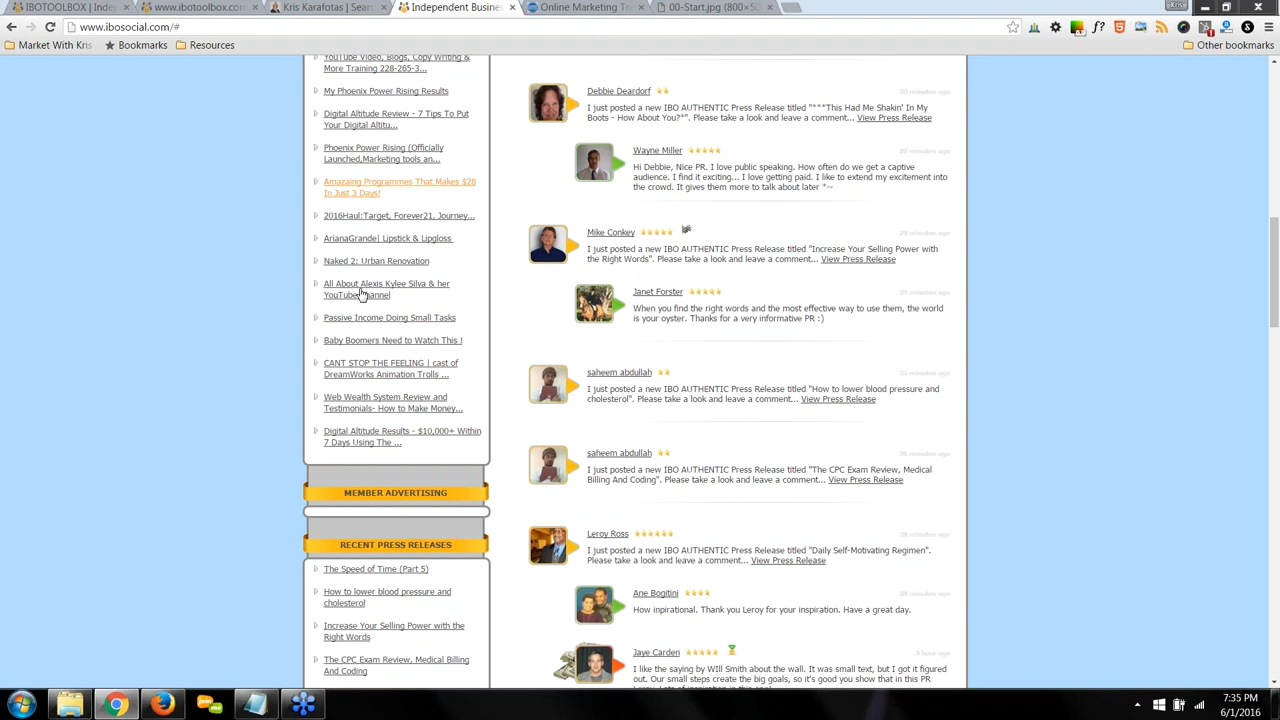 IBOTOOLBOX | Indep
www.ibotoolbox.com
Kris Karafotas | Sear
Independent Busine
Online Marketing Tra
00-Start.jpg (800×50
Kris
www.ibosocial.com/#
Market With Kris
Bookmarks
Resources
Other bookmarks
YouTube Video, Blogs, Copy Writing &
More Training 228-265-3...
My Phoenix Power Rising Results
Digital Altitude Review - 7 Tips To Put
Your Digital Altitu...
Phoenix Power Rising (Officially
Launched,Marketing tools an...
Amazaing Programmes That Makes $28
In Just 3 Days!
2016Haul:Target, Forever21, Journey...
ArianaGrande| Lipstick & Lipgloss
Naked 2: Urban Renovation
All About Alexis Kylee Silva & her
YouTube Channel
Passive Income Doing Small Tasks
Baby Boomers Need to Watch This !
CANT STOP THE FEELING | cast of
DreamWorks Animation Trolls ...
Web Wealth System Review and
Testimonials- How to Make Money...
Digital Altitude Results - $10,000+ Within
7 Days Using The ...
MEMBER ADVERTISING
RECENT PRESS RELEASES
The Speed of Time (Part 5)
How to lower blood pressure and
cholesterol
Increase Your Selling Power with the
Right Words
The CPC Exam Review, Medical Billing
And Coding
Debbie Deardorf
I just posted a new IBO AUTHENTIC Press Release titled "***This Had Me Shakin' In My
Boots - How About You?*". Please take a look and leave a comment... View Press Release
Wayne Miller
Hi Debbie, Nice PR. I love public speaking. How often do we get a captive
audience. I find it exciting... I love getting paid. I like to extend my excitement into
the crowd. It gives them more to talk about later *~
Mike Conkey
I just posted a new IBO AUTHENTIC Press Release titled "Increase Your Selling Power with
the Right Words". Please take a look and leave a comment... View Press Release
Janet Forster
When you find the right words and the most effective way to use them, the world
is your oyster. Thanks for a very informative PR :)
saheem abdullah
I just posted a new IBO AUTHENTIC Press Release titled "How to lower blood pressure and
cholesterol". Please take a look and leave a comment... View Press Release
saheem abdullah
I just posted a new IBO AUTHENTIC Press Release titled "The CPC Exam Review, Medical
Billing And Coding". Please take a look and leave a comment... View Press Release
Leroy Ross
I just posted a new IBO AUTHENTIC Press Release titled "Daily Self-Motivating Regimen".
Please take a look and leave a comment... View Press Release
Ane Bogitini
How inpirational. Thank you Leroy for your inspiration. Have a great day.
Jaye Carden
I like the saying by WIll Smith about the wall. It was small text, but I got it figured
out. Our small steps create the big goals, so it's good you show that in this PR
7:35 PM
6/1/2016